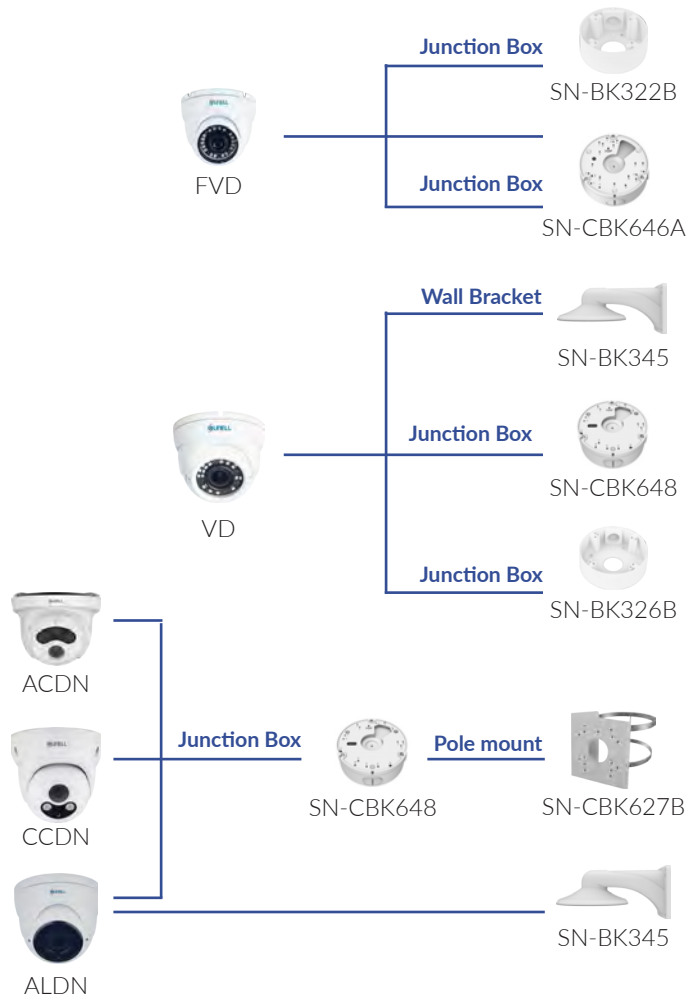 Junction Box
SN-BK322B
FVD
Junction Box
SN-CBK646A
Wall Bracket
SN-BK345
Junction Box
SN-CBK648
VD
Junction Box
SN-BK326B
ACDN
Junction Box
Pole mount
SN-CBK648
SN-CBK627B
CCDN
SN-BK345
ALDN